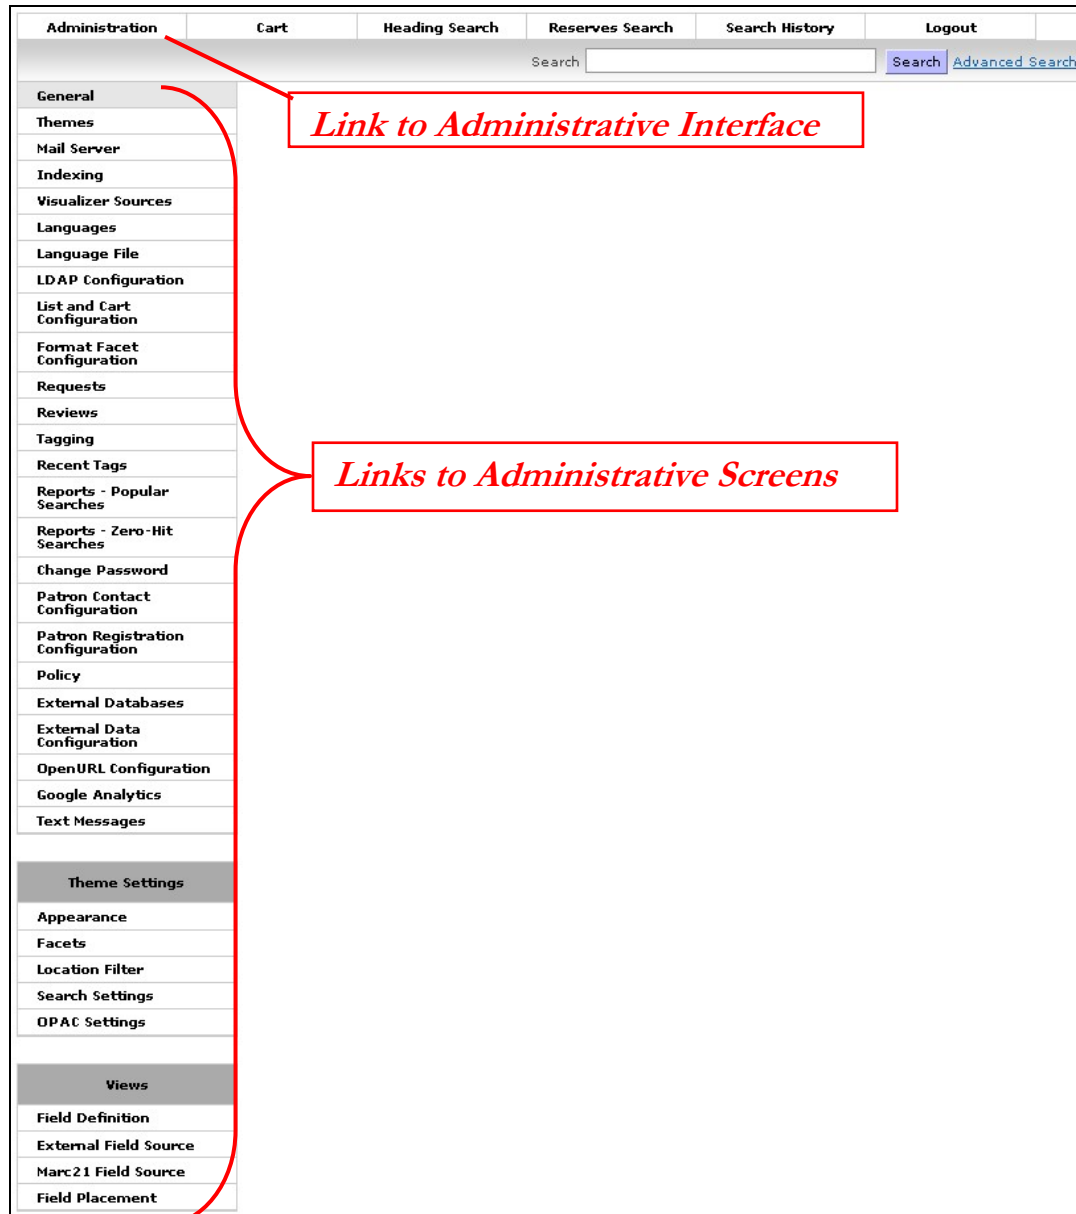 Administration Cart Heading Search Reserves Search Search History Logout
Search Search Advanced Search
General
Link to Administrative Interface
Themes
Mail Server
Indexing
Visualizer Sources
Languages
Language File
LDAP Configuration
List and Cart
Configuration
Format Facet
Configuration
Requests
Reviews
Tagging
Recent Tags
Links to Administrative Screens
Reports - Popular
Searches
Reports - Zero-Hit
Searches
Change Password
Patron Contact
Configuration
Patron Registration
Configuration
Policy
External Databases
External Data
Configuration
OpenURL Configuration
Google Analytics
Text Messages
Theme Settings
Appearance
Facets
Location Filter
Search Settings
OPAC Settings
Views
Field Definition
External Field Source
Marc21 Field Source
Field Placement